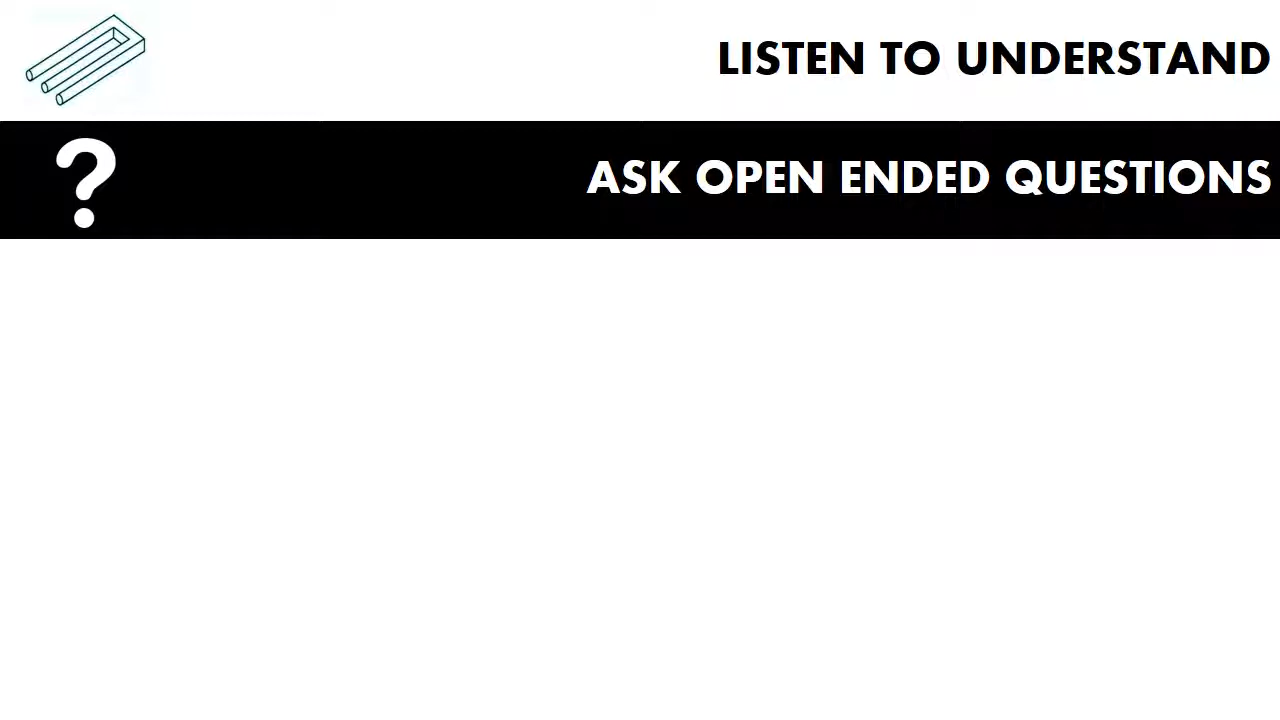 LISTEN TO UNDERSTAND
?
ASK OPEN ENDED QUESTIONS